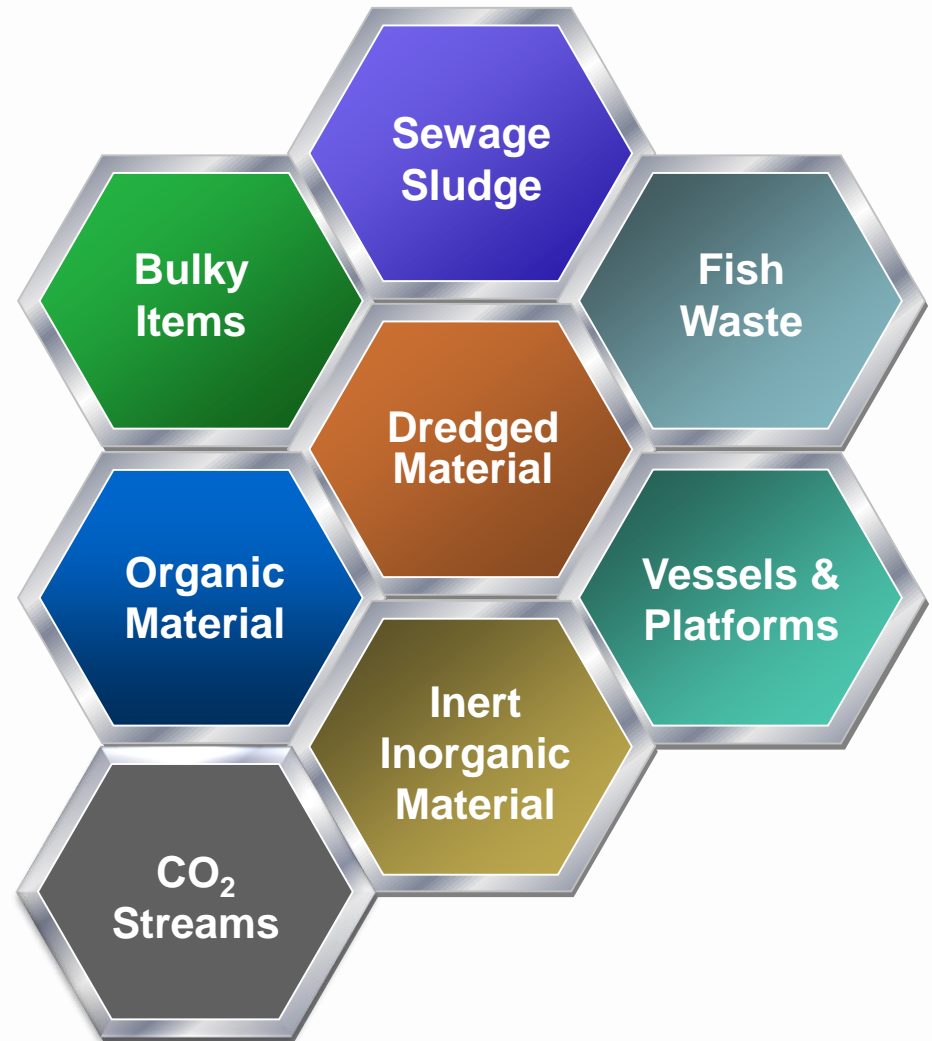 Sewage
Sludge
Bulky
Items
Fish
Waste
Dredged
Material
Organic
Material
Vessels &
Platforms
Inert
Inorganic
Material
CO₂
Streams